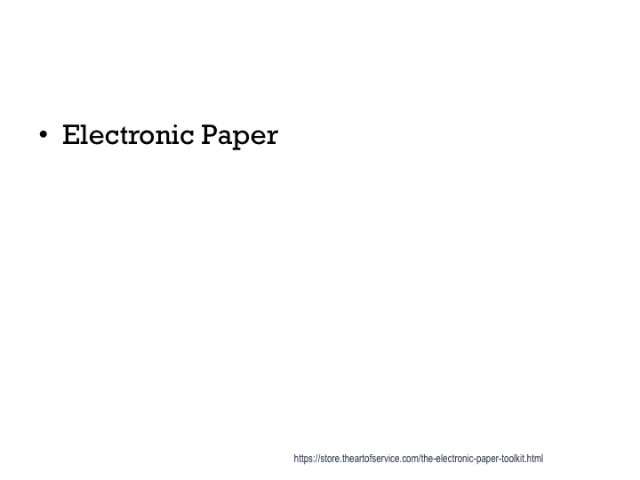 • Electronic Paper
https://store.theartofservice.com/the-electronic-paper-toolkit.html